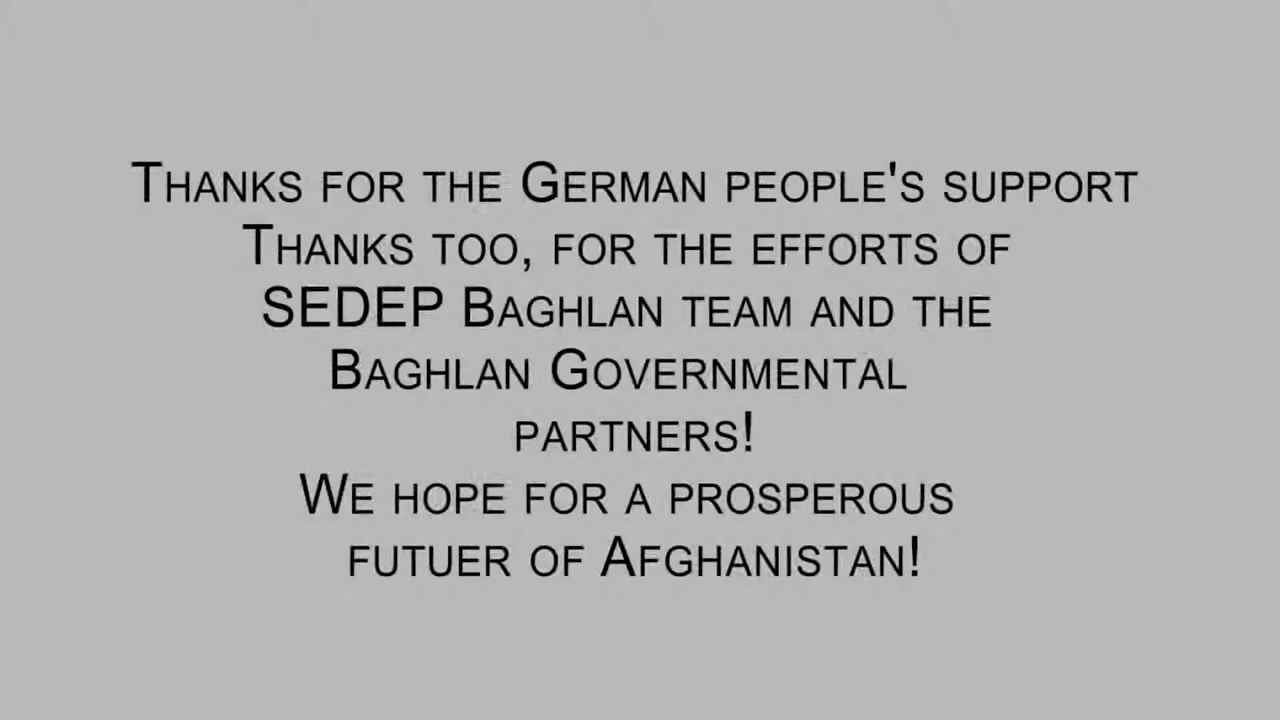 Thanks for the German people's support
Thanks too, for the efforts of
SEDEP Baghlan team and the
Baghlan Governmental
partners!
We hope for a prosperous
futuer of Afghanistan!